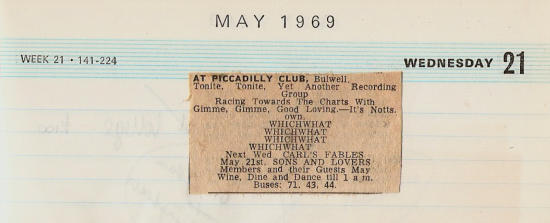 MAY 1969
WEEK 21 • 141-224
WEDNESDAY 21
AT PICCADILLY CLUB, Bulwell.
Tonite, Tonite, Yet Another Recording
Group
Racing Towards The Charts With
Gimme, Gimme, Good Loving.—It's Notts.
own.
WHICHWHAT
WHICHWHAT
WHICHWHAT
WHICHWHAT
Next Wed CARL'S FABLES
May 21st. SONS AND LOVERS
Members and their Guests May
Wine, Dine and Dance till 1 a.m.
Buses: 71. 43. 44.